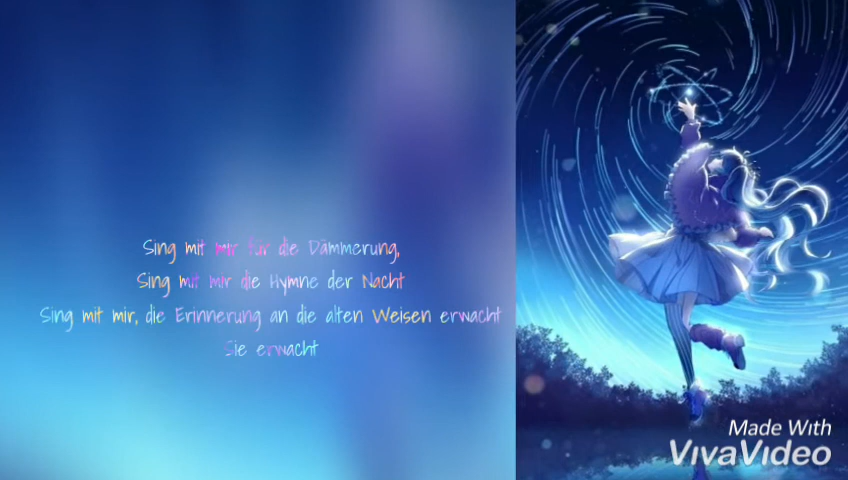 Sing mit mir für die Dämmerung,
Sing mit mir die Hymne der Nacht
Sing mit mir, die Erinnerung an die alten Weisen erwacht
Sie erwacht
Made With
VivaVideo